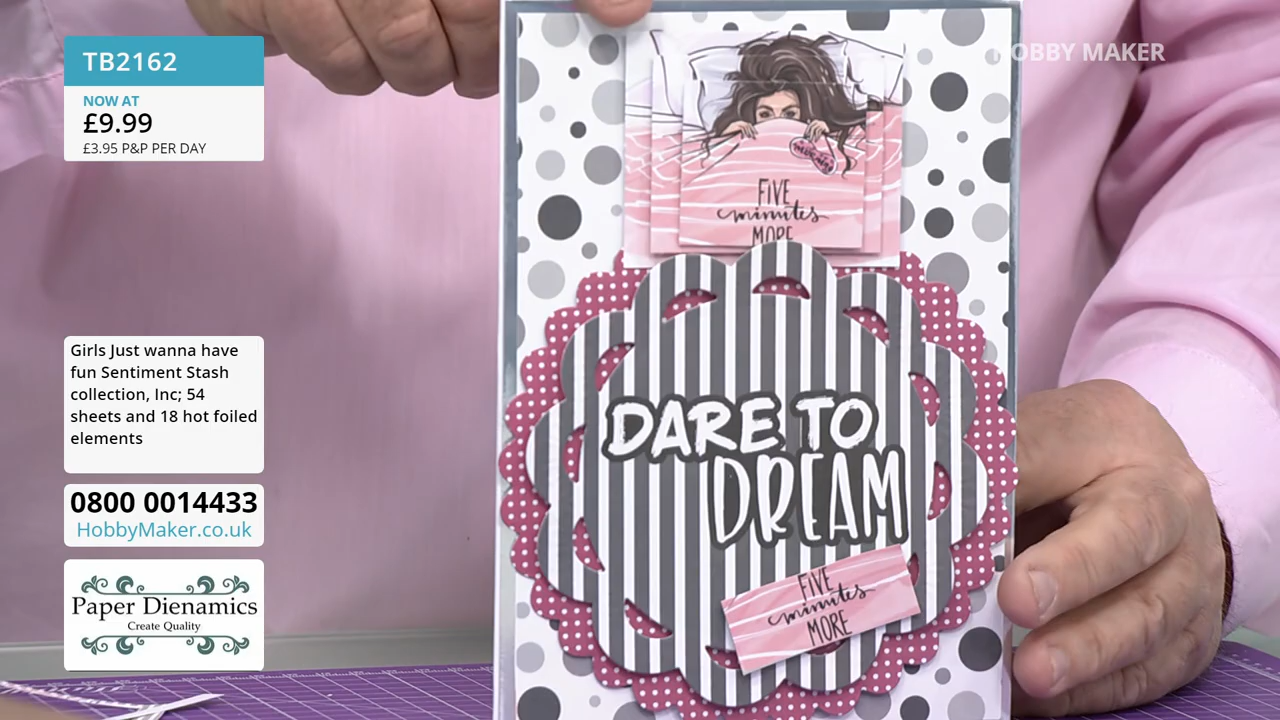 TB2162
NOW AT
£9.99
£3.95 P&P PER DAY
HOBBY MAKER
FIVE
minutes
MORE
DARE TO
DREAM
FIVE
minutes
MORE
Girls Just wanna have
fun Sentiment Stash
collection, Inc; 54
sheets and 18 hot foiled
elements
0800 0014433
HobbyMaker.co.uk
Paper Dienamics
Create Quality